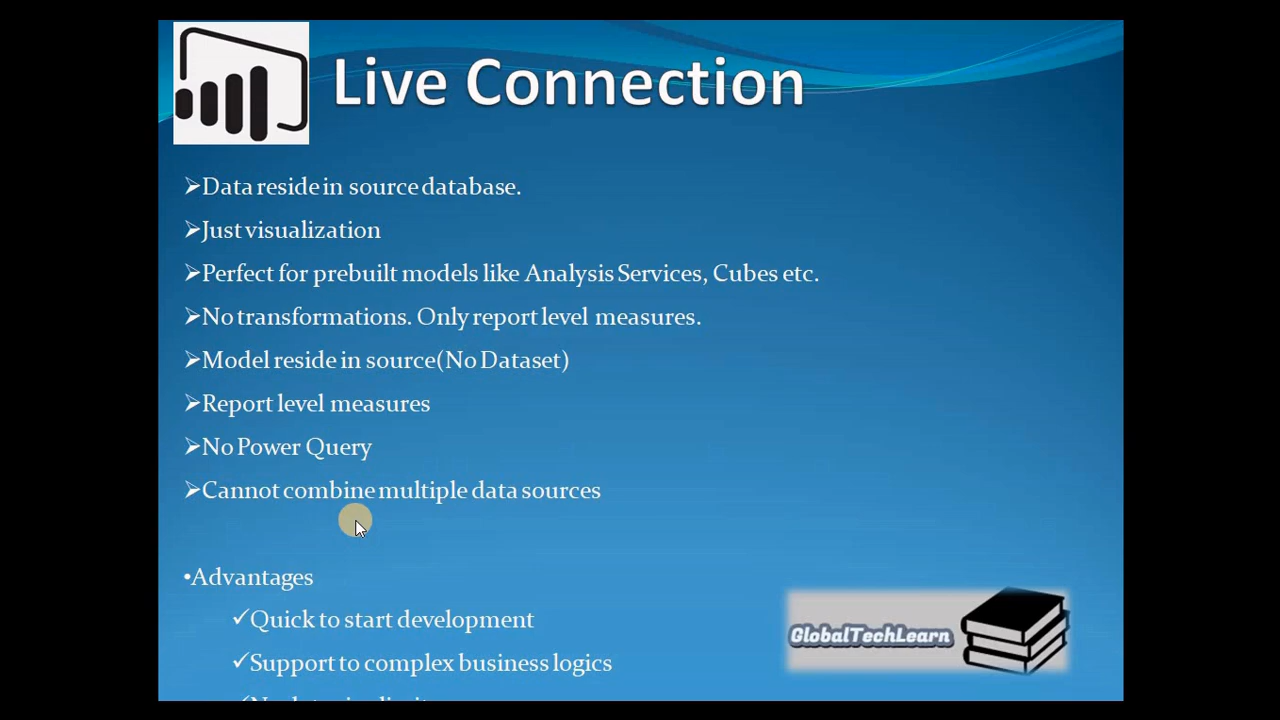 Live Connection
➢Data reside in source database.
➢Just visualization
➢Perfect for prebuilt models like Analysis Services, Cubes etc.
➢No transformations. Only report level measures.
➢Model reside in source(No Dataset)
➢Report level measures
➢No Power Query
➢Cannot combine multiple data sources
•Advantages
✓Quick to start development
✓Support to complex business logics
GlobalTechLearn